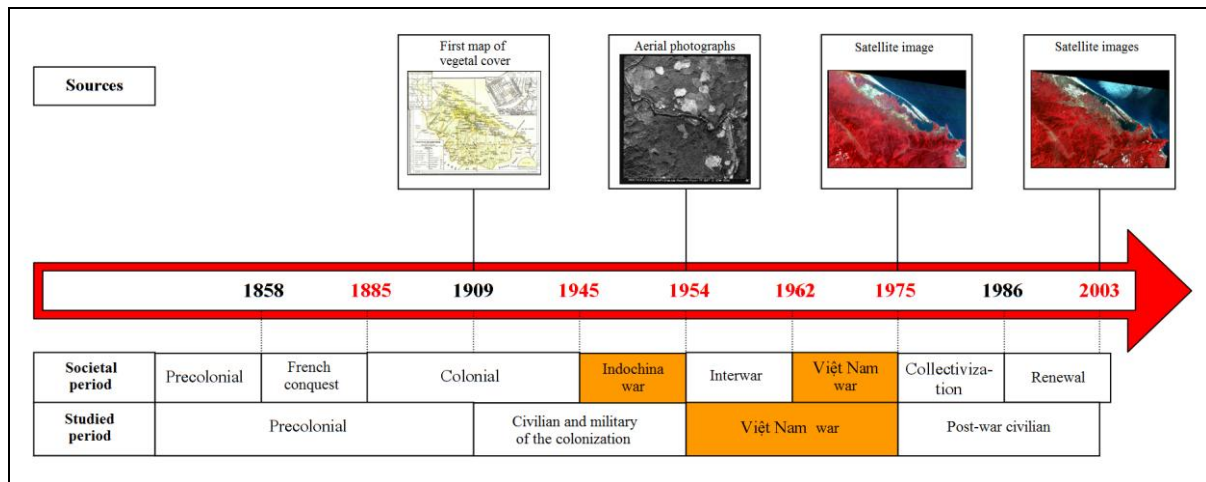 First map of
vegetal cover
Aerial photographs
Satellite image
Satellite images
Sources
1858
1885
1909
1945
1954
1962
1975
1986
2003
Societal
period
Precolonial
French
conquest
Colonial
Indochina
war
Interwar
Việt Nam
war
Collectiviza-
tion
Renewal
Studied
period
Precolonial
Civilian and military
of the colonization
Việt Nam war
Post-war civilian